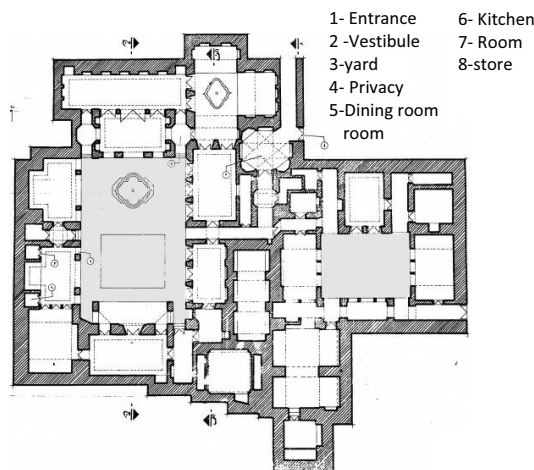 1- Entrance
2 -Vestibule
3-yard
4- Privacy
5-Dining room
room
6- Kitchen
7- Room
8-store